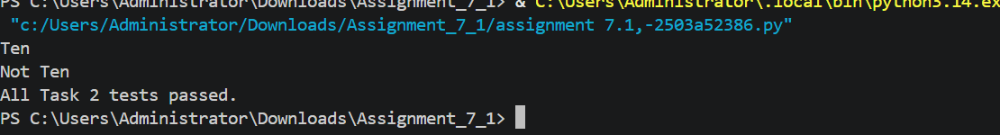 PS C:\Users\Administrator\Downloads\Assignment_7_1> & C:\Users\Administrator\.local\bin\python3.14.ex
"c:/Users/Administrator/Downloads/Assignment_7_1/assignment 7.1,-2503a52386.py"
Ten
Not Ten
All Task 2 tests passed.
PS C:\Users\Administrator\Downloads\Assignment_7_1>